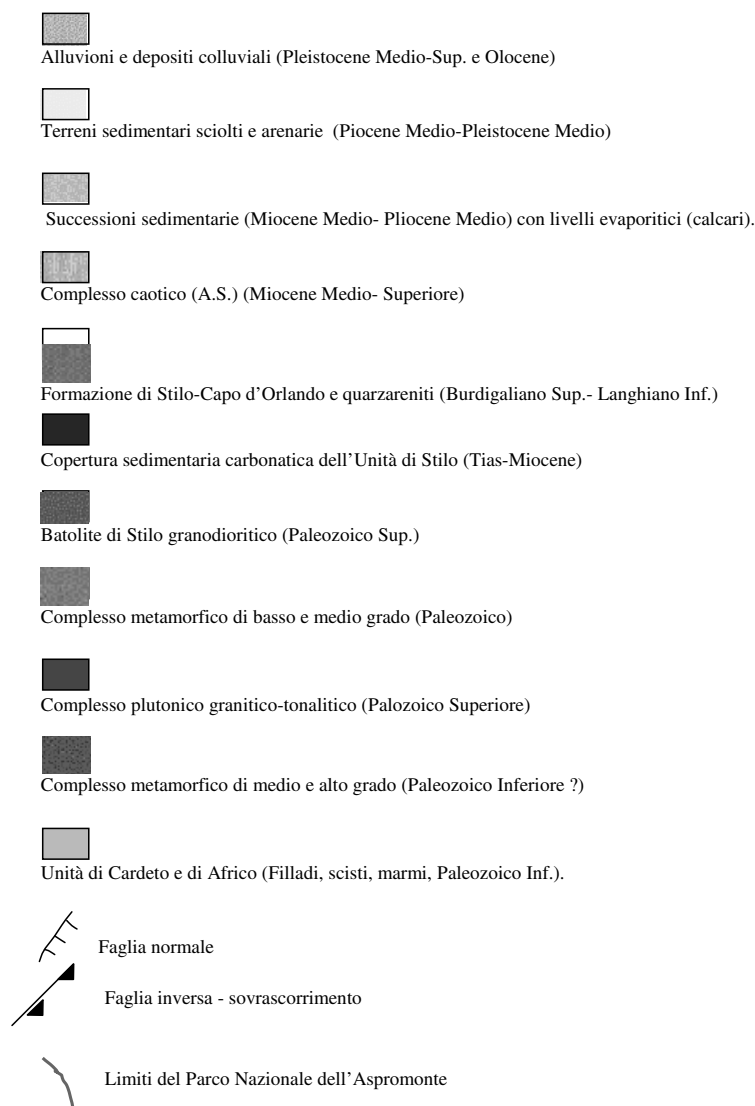 Alluvioni e depositi colluviali (Pleistocene Medio-Sup. e Olocene)
Terreni sedimentari sciolti e arenarie (Piocene Medio-Pleistocene Medio)
Successioni sedimentarie (Miocene Medio- Pliocene Medio) con livelli evaporitici (calcari).
Complesso caotico (A.S.) (Miocene Medio- Superiore)
Formazione di Stilo-Capo d'Orlando e quarzareniti (Burdigaliano Sup.- Langhiano Inf.)
Copertura sedimentaria carbonatica dell'Unità di Stilo (Tias-Miocene)
Batolite di Stilo granodioritico (Paleozoico Sup.)
Complesso metamorfico di basso e medio grado (Paleozoico)
Complesso plutonico granitico-tonalitico (Palozoico Superiore)
Complesso metamorfico di medio e alto grado (Paleozoico Inferiore ?)
Unità di Cardeto e di Africo (Filladi, scisti, marmi, Paleozoico Inf.).
Faglia normale
Faglia inversa - sovrascorrimento
Limiti del Parco Nazionale dell'Aspromonte